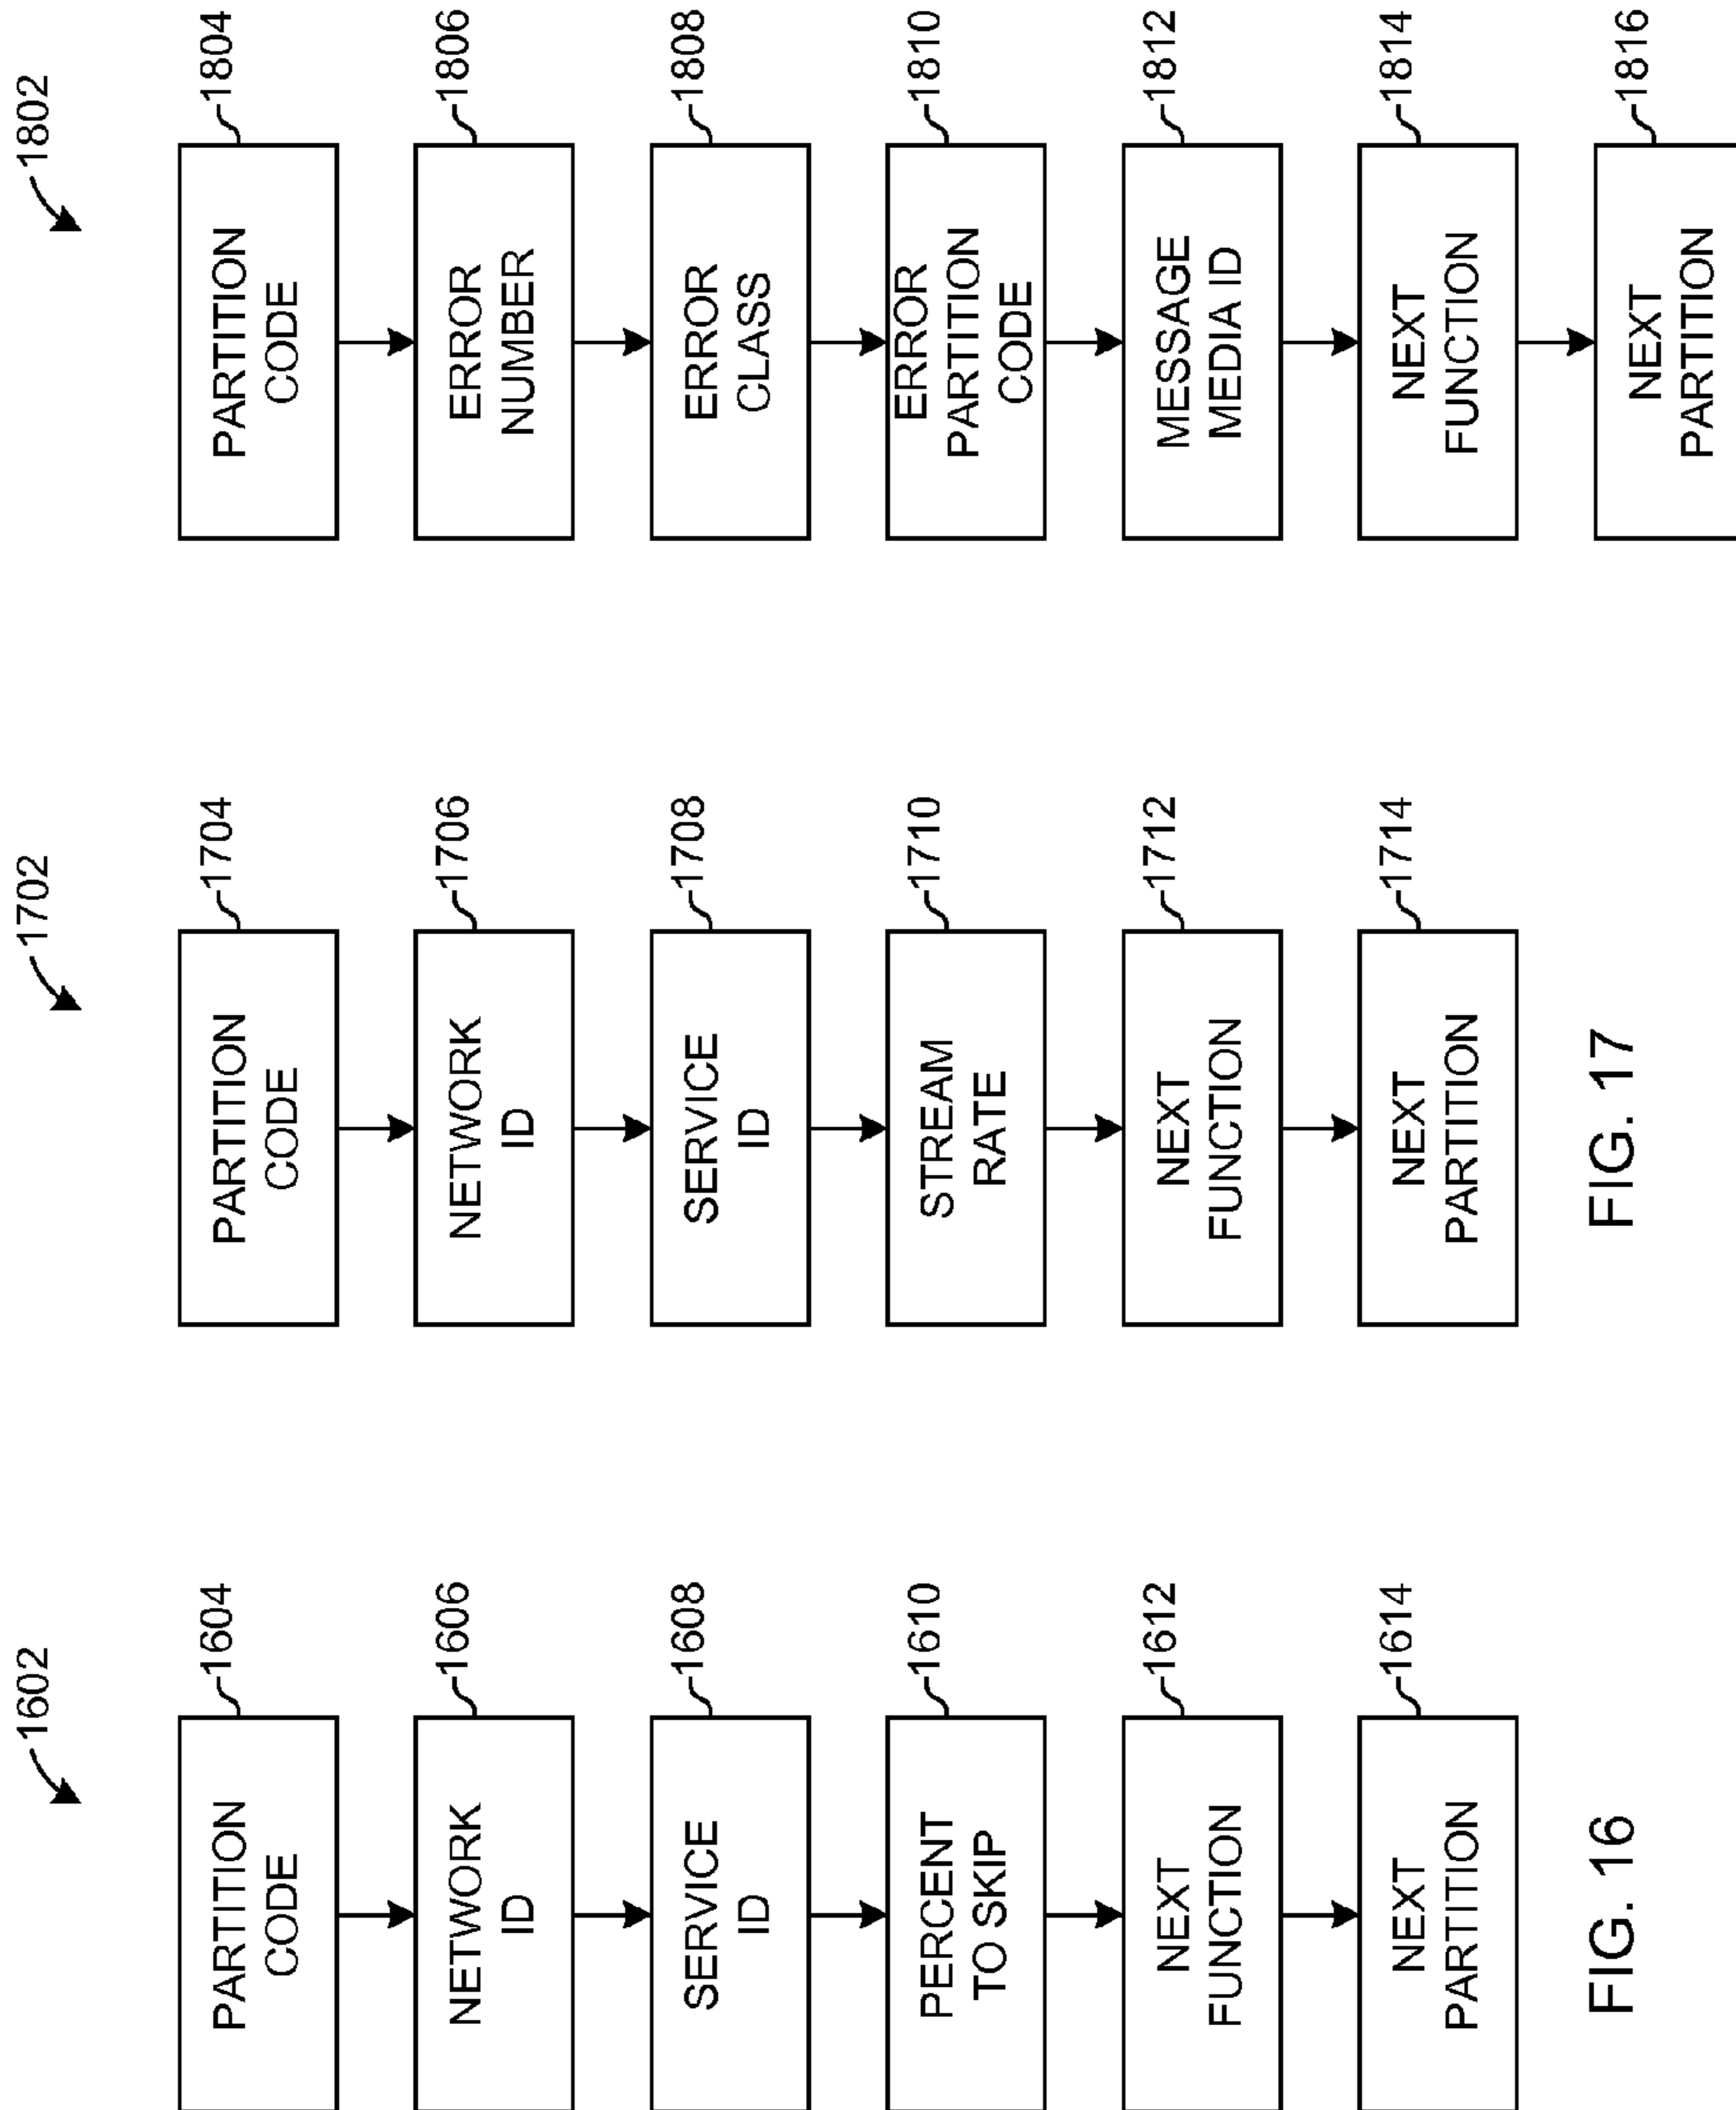 1602
PARTITION
CODE
1604
NETWORK
ID
1606
SERVICE
ID
1608
PERCENT
TO SKIP
1610
NEXT
FUNCTION
1612
NEXT
PARTITION
1614
FIG. 16
1702
PARTITION
CODE
1704
NETWORK
ID
1706
SERVICE
ID
1708
STREAM
RATE
1710
NEXT
FUNCTION
1712
NEXT
PARTITION
1714
FIG. 17
1802
PARTITION
CODE
1804
ERROR
NUMBER
1806
ERROR
CLASS
1808
ERROR
PARTITION
CODE
1810
MESSAGE
MEDIA ID
1812
NEXT
FUNCTION
1814
NEXT
PARTITION
1816